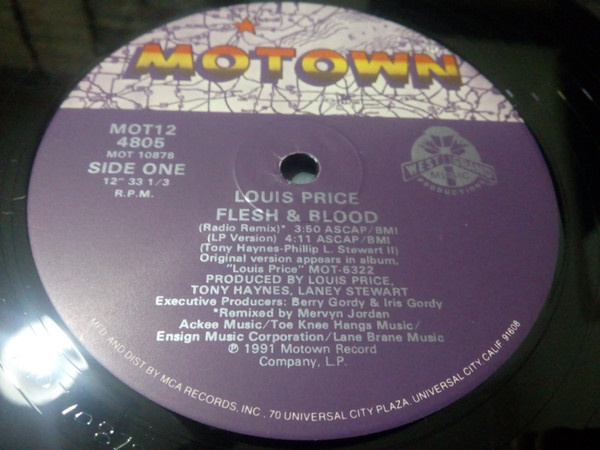 MOTOWN
MOT12
4805
MOT 10878
SIDE ONE
12" 33 1/3
R.P.M.
WEST GRAND
MUSIC
PRODUCTIONS
LOUIS PRICE
FLESH & BLOOD
(Radio Remix)* 3:50 ASCAP/BMI
(LP Version) 4:11 ASCAP/BMI
(Tony Haynes-Phillip L. Stewart II)
Original version appears in album,
"Louis Price" MOT-6322
PRODUCED BY LOUIS PRICE,
TONY HAYNES, LANEY STEWART
Executive Producers: Berry Gordy & Iris Gordy
*Remixed by Mervyn Jordan
Ackee Music/Toe Knee Hangs Music/
Ensign Music Corporation/Lane Brane Music
℗ 1991 Motown Record
Company, L.P.
MFD AND DIST BY MCA RECORDS, INC., 70 UNIVERSAL CITY PLAZA, UNIVERSAL CITY, CALIF. 91608